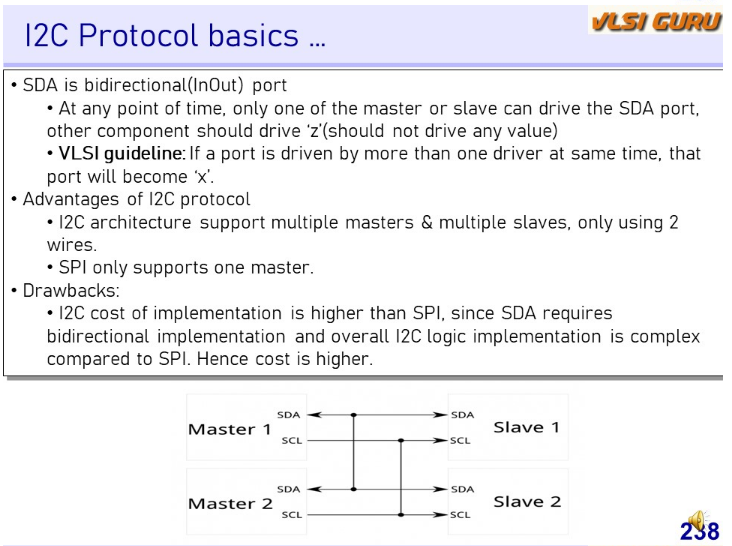 I2C Protocol basics ...
VLSI GURU
• SDA is bidirectional(InOut) port
• At any point of time, only one of the master or slave can drive the SDA port,
other component should drive 'z'(should not drive any value)
• VLSI guideline: If a port is driven by more than one driver at same time, that
port will become 'x'.
• Advantages of I2C protocol
• I2C architecture support multiple masters & multiple slaves, only using 2
wires.
• SPI only supports one master.
• Drawbacks:
• I2C cost of implementation is higher than SPI, since SDA requires
bidirectional implementation and overall I2C logic implementation is complex
compared to SPI. Hence cost is higher.
Master 1
SDA
SCL
SDA
SCL
Slave 1
Master 2
SDA
SCL
SDA
SCL
Slave 2
238